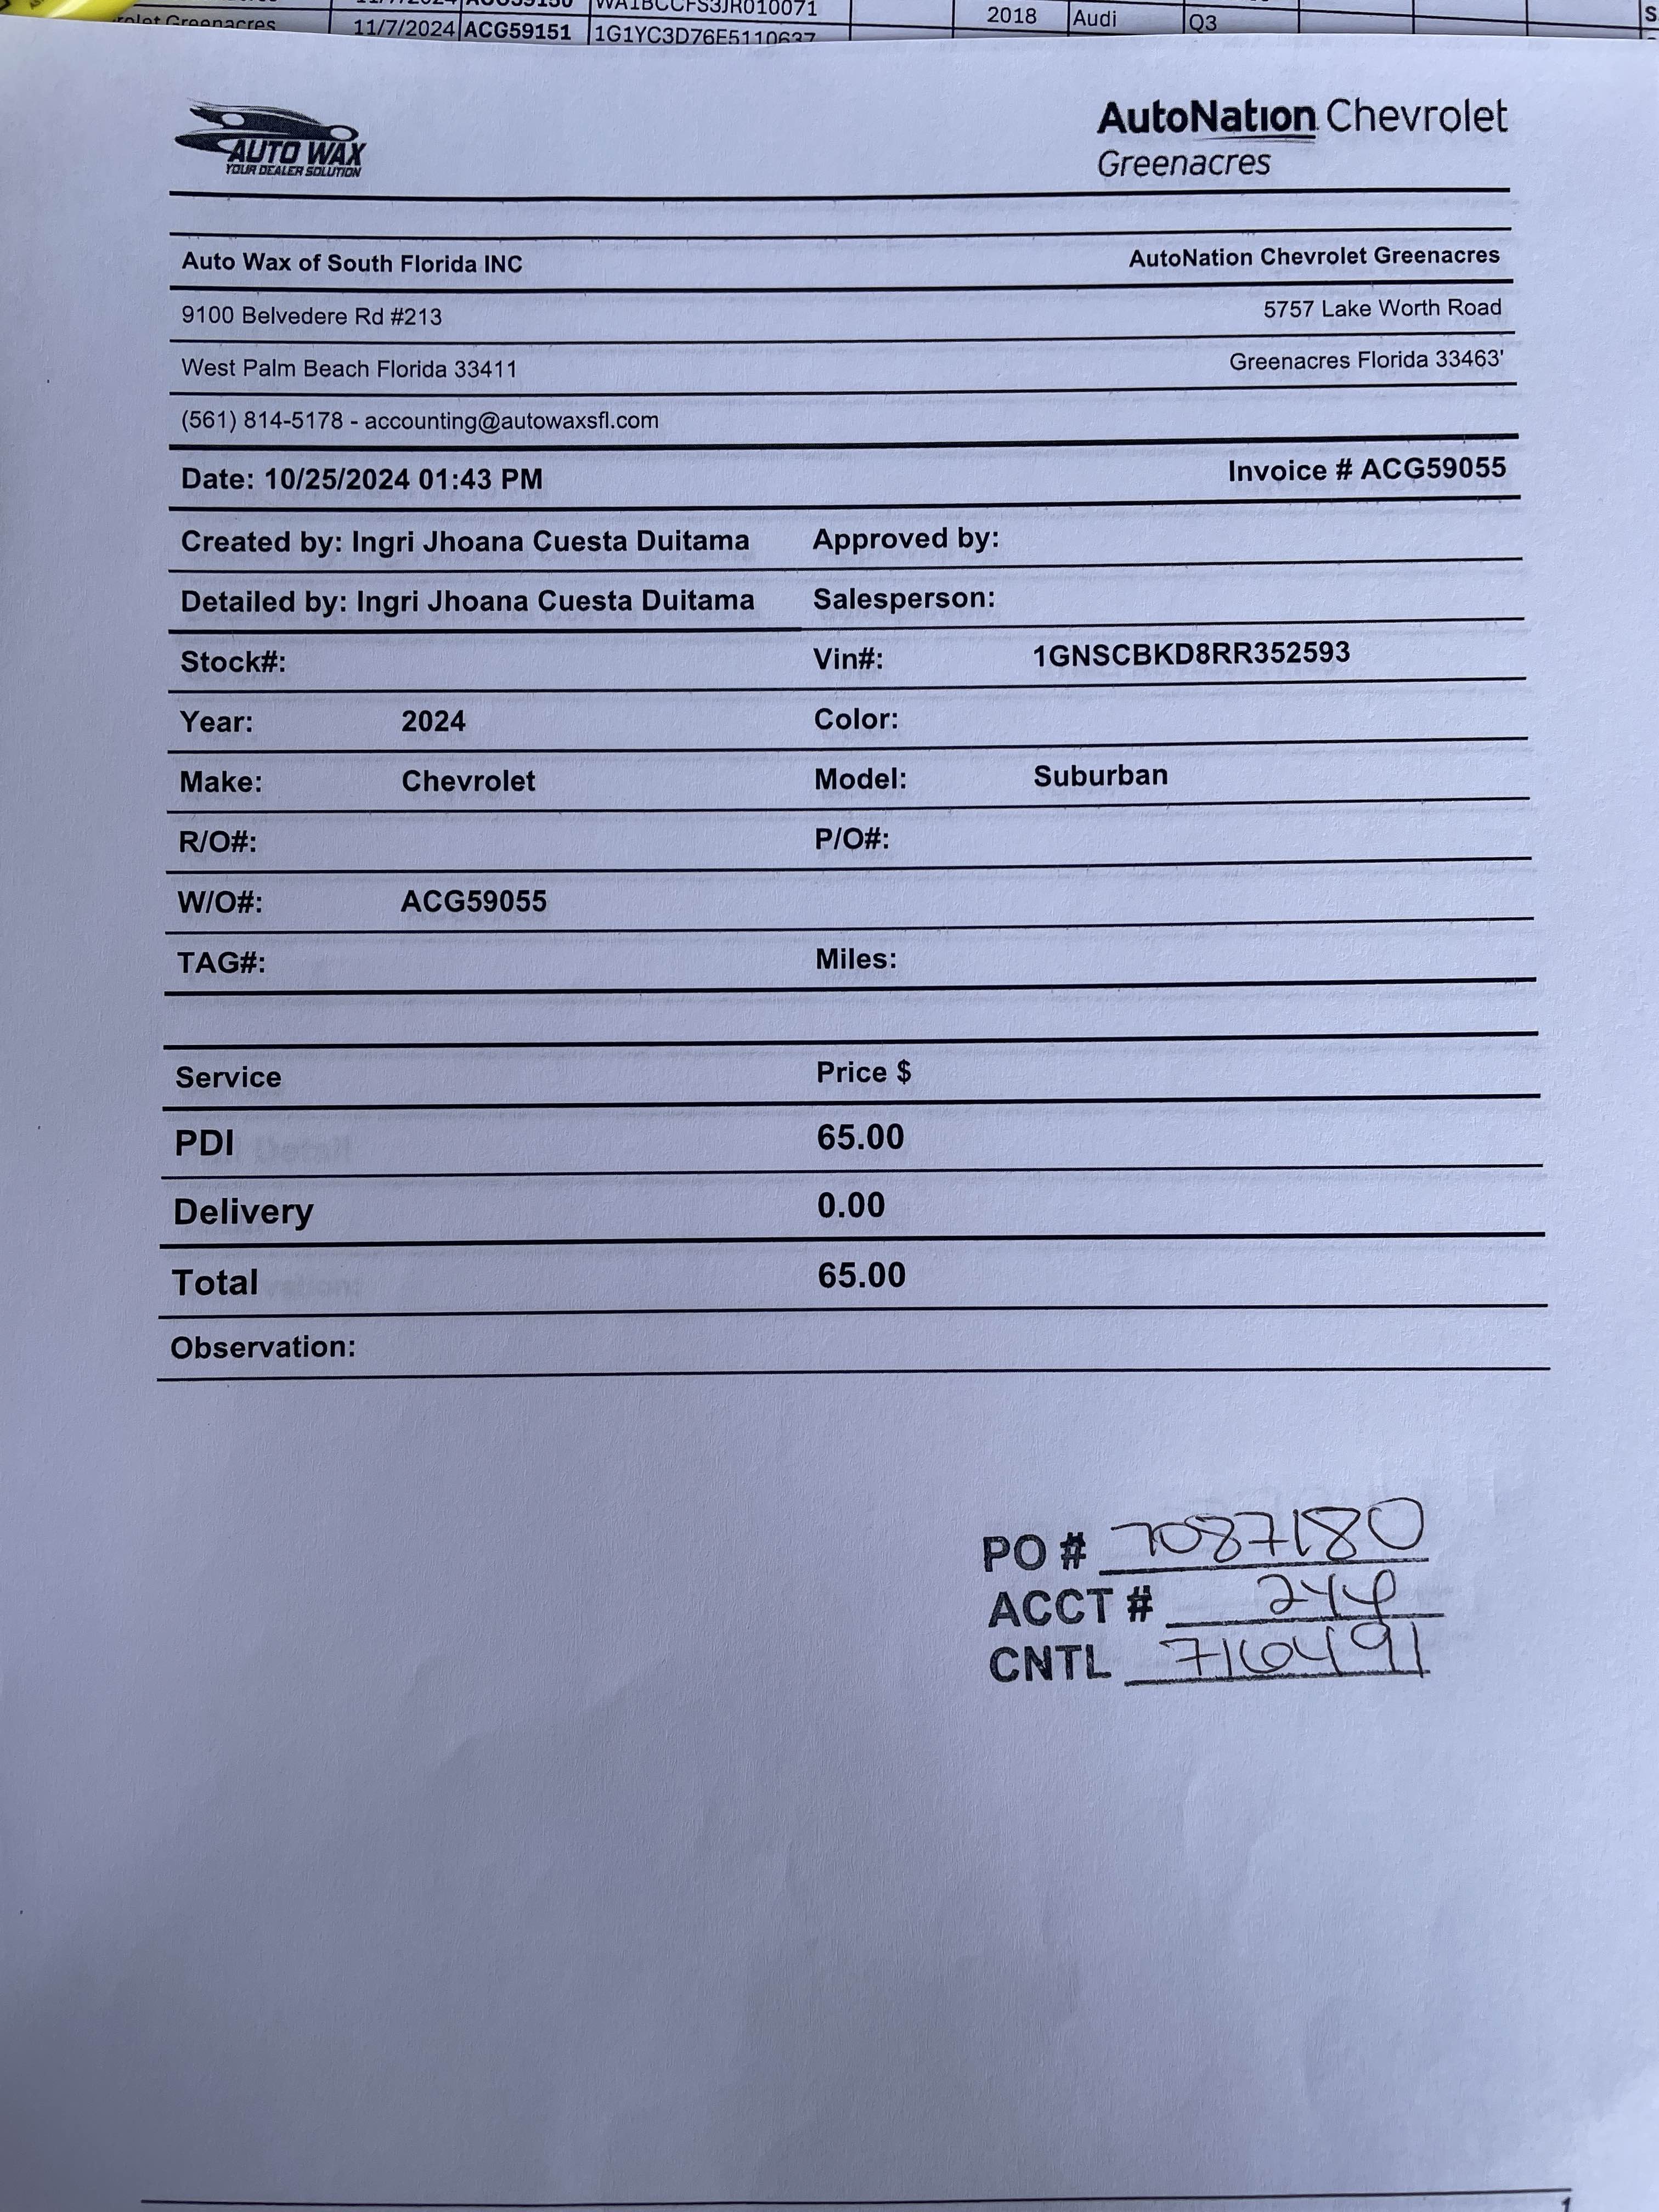 2018 Audi Q3
11/7/2024 ACG59151 1G1YC3D76E5110637
AUTO WAX
YOUR DEALER SOLUTION
AutoNation Chevrolet
Greenacres
Auto Wax of South Florida INC AutoNation Chevrolet Greenacres
9100 Belvedere Rd #213 5757 Lake Worth Road
West Palm Beach Florida 33411 Greenacres Florida 33463'
(561) 814-5178 - accounting@autowaxsfl.com
Date: 10/25/2024 01:43 PM Invoice # ACG59055
Created by: Ingri Jhoana Cuesta Duitama Approved by:
Detailed by: Ingri Jhoana Cuesta Duitama Salesperson:
Stock#: Vin#: 1GNSCBKD8RR352593
Year: 2024 Color:
Make: Chevrolet Model: Suburban
R/O#: P/O#:
W/O#: ACG59055
TAG#: Miles:
Service Price $
PDI 65.00
Delivery 0.00
Total 65.00
Observation:
PO # 7087180
ACCT #
CNTL 716491
1